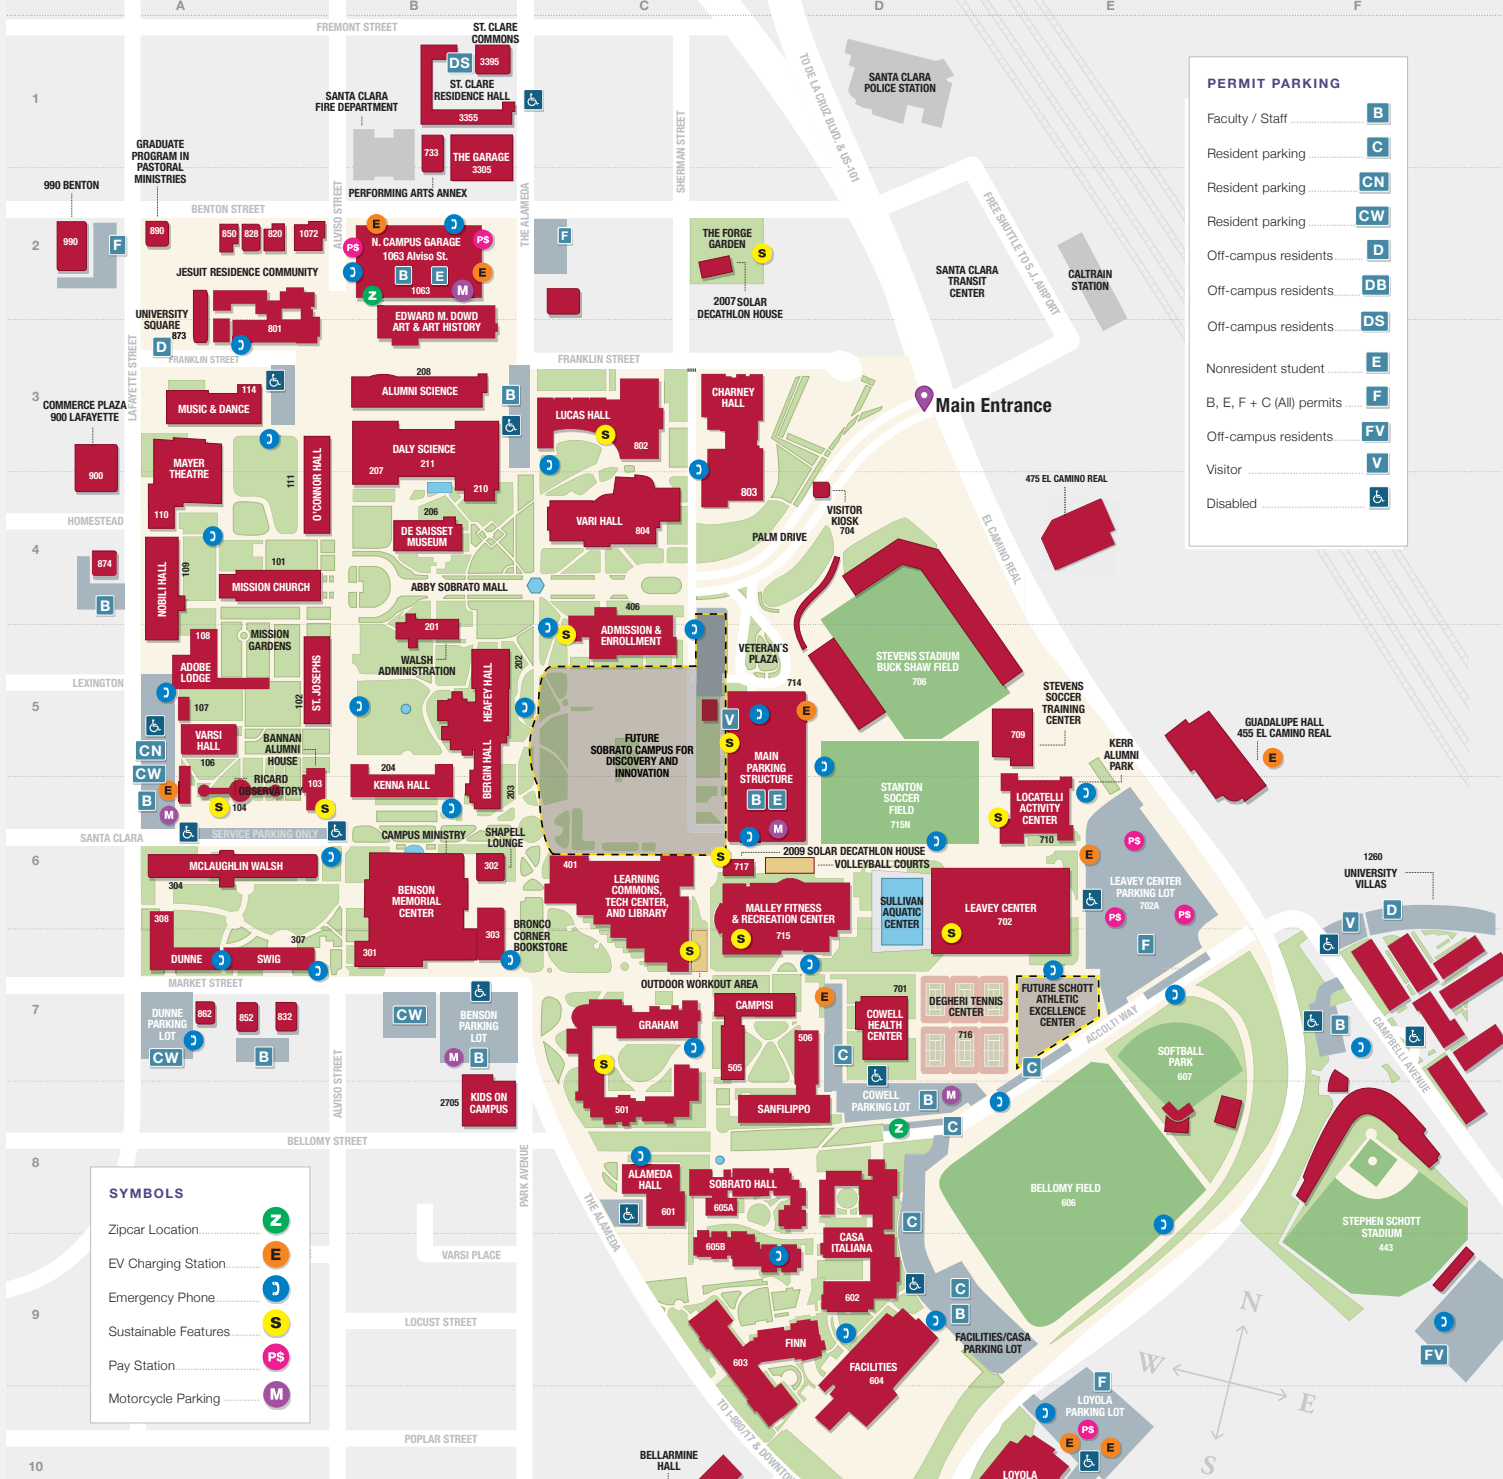 A
B
C
D
E
F
1
2
3
4
5
6
7
8
9
10
FREMONT STREET
ST. CLARE
COMMONS
DS
3395
ST. CLARE
RESIDENCE HALL
3355
SANTA CLARA
FIRE DEPARTMENT
733
THE GARAGE
3305
PERFORMING ARTS ANNEX
GRADUATE
PROGRAM IN
PASTORAL
MINISTRIES
990 BENTON
990
F
890
BENTON STREET
850
828
820
1072
JESUIT RESIDENCE COMMUNITY
ALVISO STREET
THE ALAMEDA
SHERMAN STREET
E
P$
P$
N. CAMPUS GARAGE
1063 Alviso St.
B
E
E
Z
1063
M
EDWARD M. DOWD
ART & ART HISTORY
UNIVERSITY
SQUARE
873
D
801
LAFAYETTE STREET
FRANKLIN STREET
FRANKLIN STREET
F
THE FORGE
GARDEN
S
2007 SOLAR
DECATHLON HOUSE
SANTA CLARA
POLICE STATION
TO DE LA CRUZ BLVD. & US-101
SANTA CLARA
TRANSIT
CENTER
FREE SHUTTLE TO S.J. AIRPORT
CALTRAIN
STATION
PERMIT PARKING
Faculty / Staff B
Resident parking C
Resident parking CN
Resident parking CW
Off-campus residents D
Off-campus residents DB
Off-campus residents DS
Nonresident student E
B, E, F + C (All) permits F
Off-campus residents FV
Visitor V
Disabled
COMMERCE PLAZA
900 LAFAYETTE
900
114
MUSIC & DANCE
MAYER
THEATRE
110
111
O'CONNOR HALL
208
ALUMNI SCIENCE
B
DALY SCIENCE
211
207
210
206
DE SAISSET
MUSEUM
LUCAS HALL
S
802
CHARNEY
HALL
803
VARI HALL
804
Main Entrance
VISITOR
KIOSK
704
PALM DRIVE
475 EL CAMINO REAL
EL CAMINO REAL
HOMESTEAD
874
B
NOBILI HALL
109
101
MISSION CHURCH
ABBY SOBRATO MALL
406
ADMISSION &
ENROLLMENT
S
201
WALSH
ADMINISTRATION
108
ADOBE
LODGE
MISSION
GARDENS
ST. JOSEPHS
102
202
HEAFEY HALL
BERGIN HALL
203
VETERAN'S
PLAZA
714
STEVENS STADIUM
BUCK SHAW FIELD
706
LEXINGTON
107
VARSI
HALL
106
CN
CW
E
B
M
BANNAN
ALUMNI
HOUSE
RICARD
OBSERVATORY
S
104
103
S
204
KENNA HALL
FUTURE
SOBRATO CAMPUS FOR
DISCOVERY AND
INNOVATION
V
S
E
MAIN
PARKING
STRUCTURE
B
E
M
STANTON
SOCCER
FIELD
715N
STEVENS
SOCCER
TRAINING
CENTER
709
KERR
ALUMNI
PARK
GUADALUPE HALL
455 EL CAMINO REAL
E
S
LOCATELLI
ACTIVITY
CENTER
710
SANTA CLARA
SERVICE PARKING ONLY
CAMPUS MINISTRY
SHAPELL
LOUNGE
MCLAUGHLIN WALSH
304
308
307
DUNNE
SWIG
BENSON
MEMORIAL
CENTER
301
302
303
BRONCO
CORNER
BOOKSTORE
401
LEARNING
COMMONS,
TECH CENTER,
AND LIBRARY
S
S
717
2009 SOLAR DECATHLON HOUSE
VOLLEYBALL COURTS
MALLEY FITNESS
& RECREATION CENTER
S
715
SULLIVAN
AQUATIC
CENTER
LEAVEY CENTER
702
S
E
P$
LEAVEY CENTER
PARKING LOT
702A
P$
P$
F
1260
UNIVERSITY
VILLAS
V
D
MARKET STREET
OUTDOOR WORKOUT AREA
DUNNE
PARKING
LOT
CW
862
852
832
B
CW
BENSON
PARKING
LOT
M
B
ALVISO STREET
2705
KIDS ON
CAMPUS
GRAHAM
S
501
CAMPISI
505
506
SANFILIPPO
E
701
COWELL
HEALTH
CENTER
C
DEGHERI TENNIS
CENTER
716
FUTURE SCHOTT
ATHLETIC
EXCELLENCE
CENTER
C
ACCOLTI WAY
COWELL
PARKING LOT
B
M
Z
C
SOFTBALL
PARK
607
B
CAMPBELL AVENUE
BELLOMY STREET
PARK AVENUE
THE ALAMEDA
ALAMEDA
HALL
601
SOBRATO HALL
605A
605B
CASA
ITALIANA
602
C
BELLOMY FIELD
606
STEPHEN SCHOTT
STADIUM
443
FV
SYMBOLS
Zipcar Location Z
EV Charging Station E
Emergency Phone
Sustainable Features S
Pay Station P$
Motorcycle Parking M
VARSI PLACE
LOCUST STREET
POPLAR STREET
C
B
FACILITIES/CASA
PARKING LOT
FINN
603
FACILITIES
604
TO I-880/17 & DOWNTOWN
BELLARMINE
HALL
F
LOYOLA
PARKING LOT
P$
E
E
LOYOLA
N
W
E
S